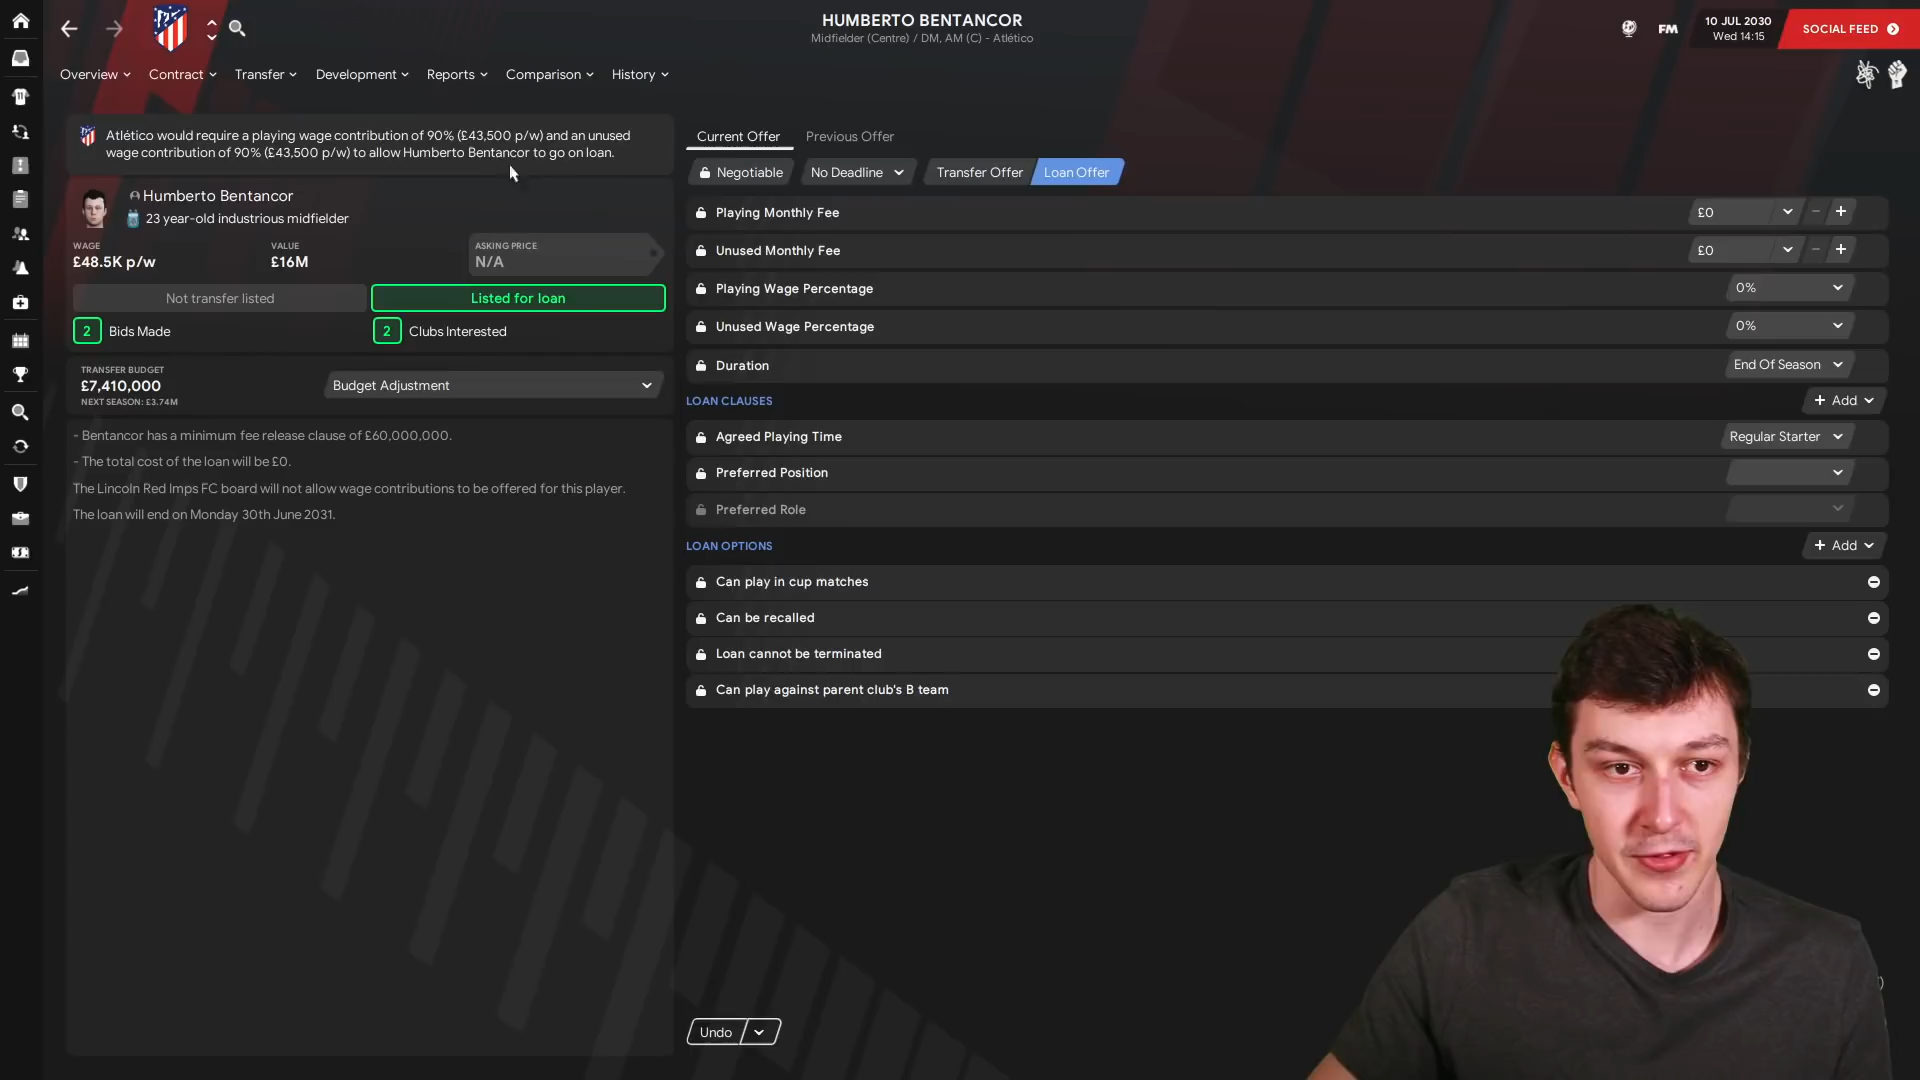 HUMBERTO BENTANCOR
Midfielder (Centre) / DM, AM (C) - Atlético
FM
10 JUL 2030
Wed 14:15
SOCIAL FEED
Overview
Contract
Transfer
Development
Reports
Comparison
History
Atlético would require a playing wage contribution of 90% (£43,500 p/w) and an unused
wage contribution of 90% (£43,500 p/w) to allow Humberto Bentancor to go on loan.
Humberto Bentancor
23 year-old industrious midfielder
WAGE
£48.5K p/w
VALUE
£16M
ASKING PRICE
N/A
Not transfer listed
Listed for loan
2 Bids Made
2 Clubs Interested
TRANSFER BUDGET
£7,410,000
NEXT SEASON: £3.74M
Budget Adjustment
- Bentancor has a minimum fee release clause of £60,000,000.
- The total cost of the loan will be £0.
The Lincoln Red Imps FC board will not allow wage contributions to be offered for this player.
The loan will end on Monday 30th June 2031.
Current Offer
Previous Offer
Negotiable
No Deadline
Transfer Offer
Loan Offer
Playing Monthly Fee
£0
Unused Monthly Fee
£0
Playing Wage Percentage
0%
Unused Wage Percentage
0%
Duration
End Of Season
LOAN CLAUSES
+ Add
Agreed Playing Time
Regular Starter
Preferred Position
Preferred Role
LOAN OPTIONS
+ Add
Can play in cup matches
Can be recalled
Loan cannot be terminated
Can play against parent club's B team
Undo